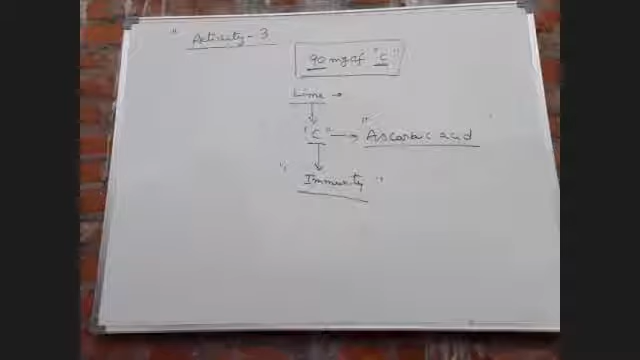 " Activity - 3
90 mg of "C"
Lime →
"C" → " Ascorbic acid
" Immunity "